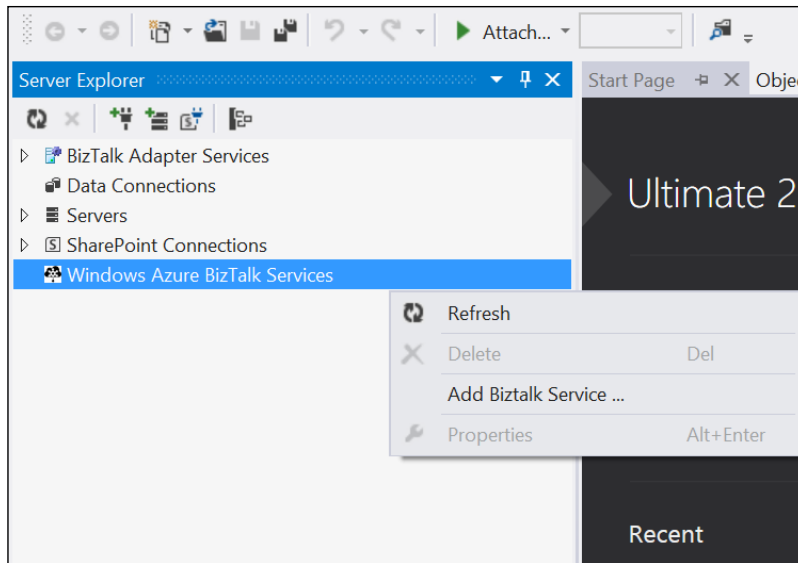 Attach...
Server Explorer
Start Page
Obje
BizTalk Adapter Services
Data Connections
Servers
SharePoint Connections
Windows Azure BizTalk Services
Ultimate 2
Refresh
Delete Del
Add Biztalk Service ...
Properties Alt+Enter
Recent